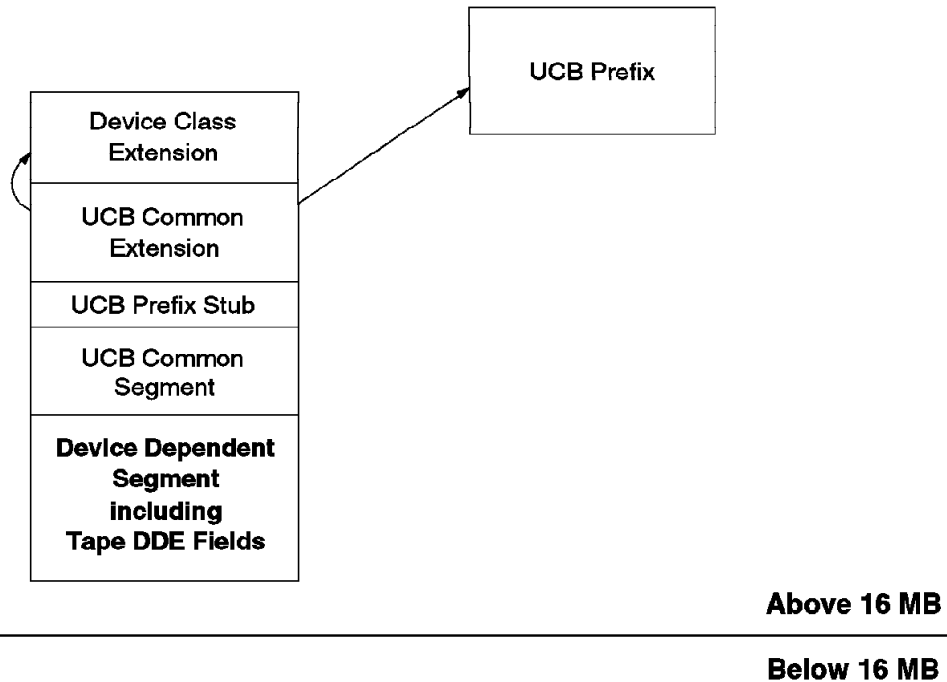 UCB Prefix
Device Class
Extension
UCB Common
Extension
UCB Prefix Stub
UCB Common
Segment
Device Dependent
Segment
including
Tape DDE Fields
Above 16 MB
Below 16 MB